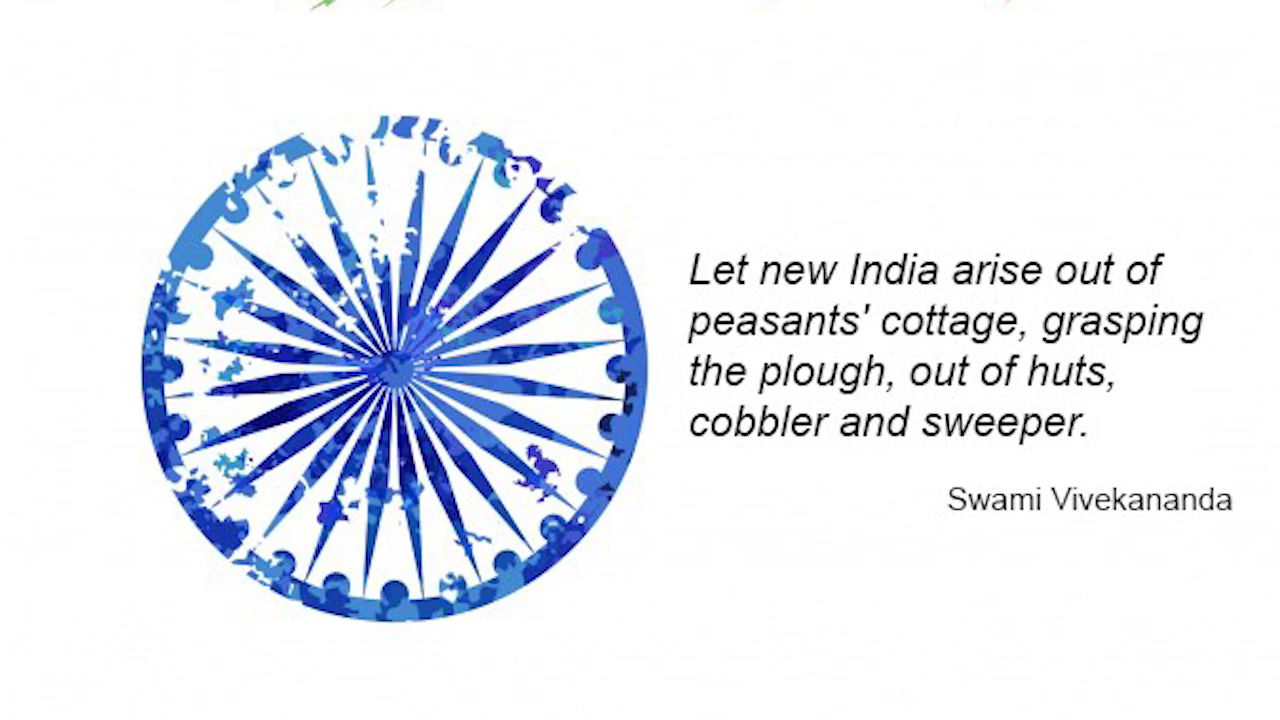 Let new India arise out of
peasants' cottage, grasping
the plough, out of huts,
cobbler and sweeper.
Swami Vivekananda